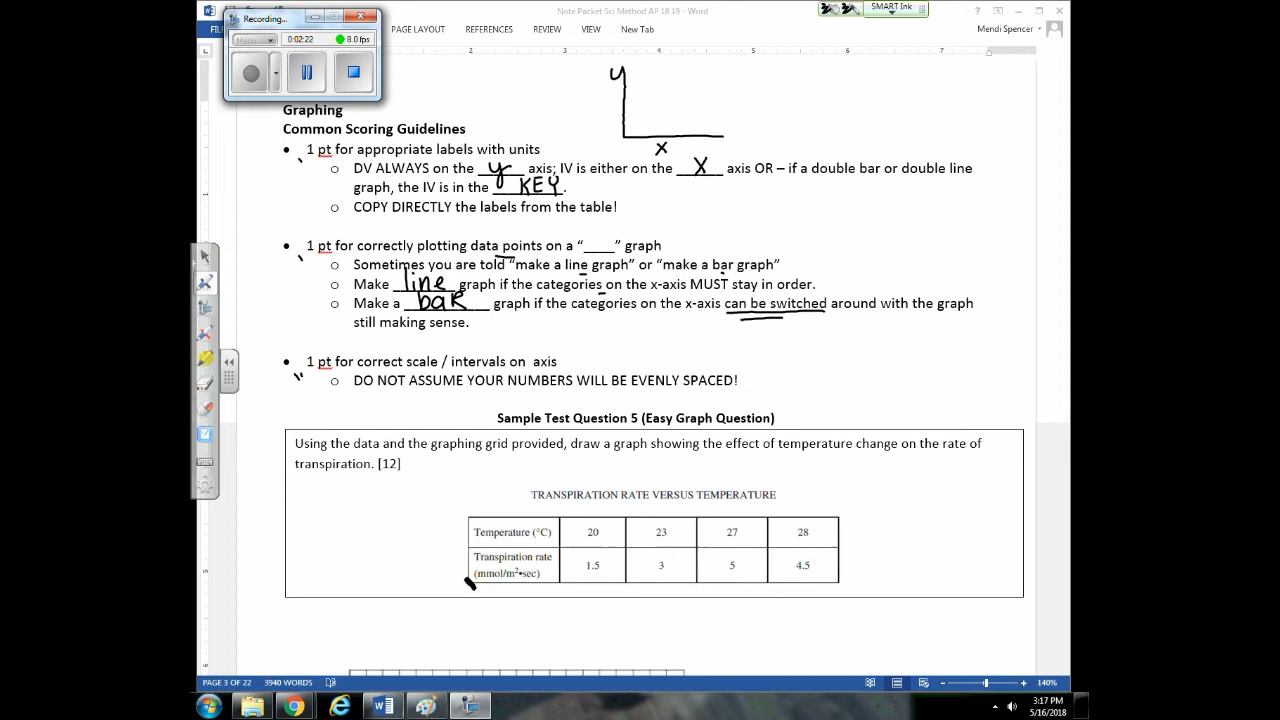 Recording...
Note Packet Sci Method AP 18.19 - Word
SMART Ink
PAGE LAYOUT REFERENCES REVIEW VIEW New Tab
Mendi Spencer
Menu 0:02:22 8.0 fps
2 4 5 6 7
y
x
Graphing
Common Scoring Guidelines
• 1 pt for appropriate labels with units
o DV ALWAYS on the y axis; IV is either on the X axis OR – if a double bar or double line
graph, the IV is in the KEY.
o COPY DIRECTLY the labels from the table!
• 1 pt for correctly plotting data points on a “____” graph
o Sometimes you are told “make a line graph” or “make a bar graph”
o Make line graph if the categories on the x-axis MUST stay in order.
o Make a baR graph if the categories on the x-axis can be switched around with the graph
still making sense.
• 1 pt for correct scale / intervals on axis
o DO NOT ASSUME YOUR NUMBERS WILL BE EVENLY SPACED!
Sample Test Question 5 (Easy Graph Question)
Using the data and the graphing grid provided, draw a graph showing the effect of temperature change on the rate of
transpiration. [12]
TRANSPIRATION RATE VERSUS TEMPERATURE
Temperature (°C) 20 23 27 28
Transpiration rate
(mmol/m²•sec) 1.5 3 5 4.5
PAGE 3 OF 22 3940 WORDS 140%
3:17 PM
5/16/2018